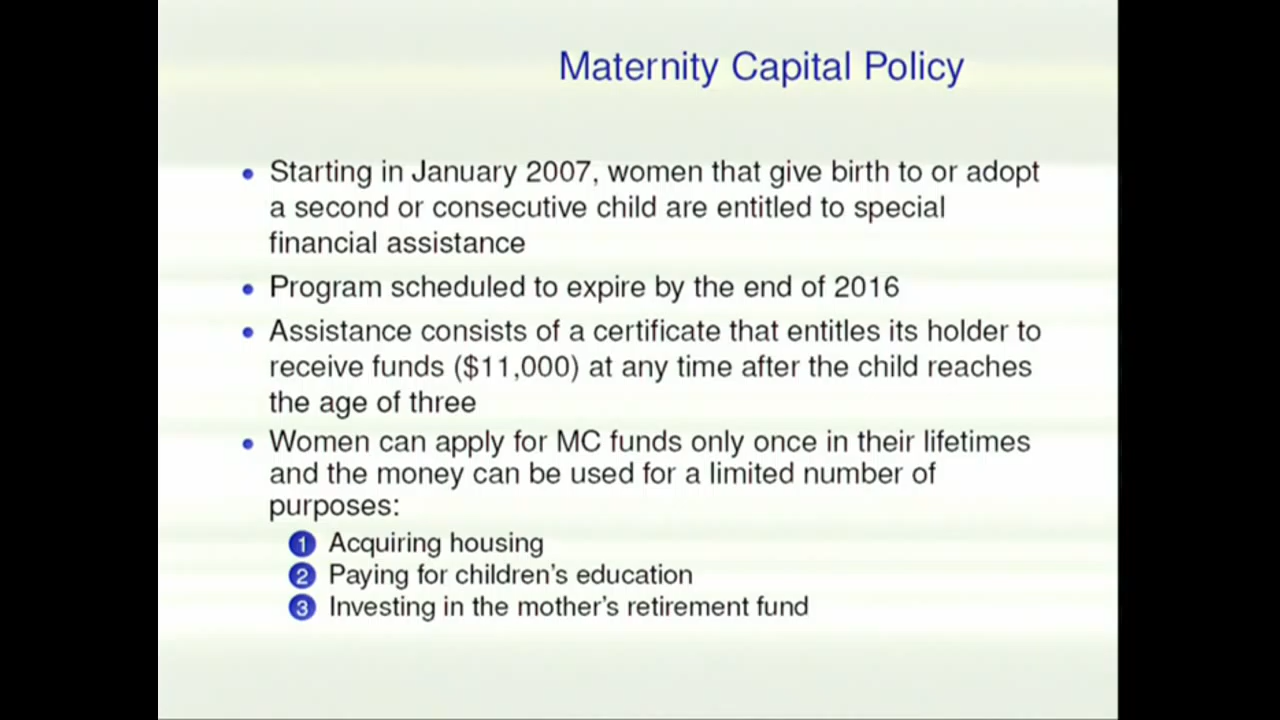 Maternity Capital Policy
• Starting in January 2007, women that give birth to or adopt
a second or consecutive child are entitled to special
financial assistance
• Program scheduled to expire by the end of 2016
• Assistance consists of a certificate that entitles its holder to
receive funds ($11,000) at any time after the child reaches
the age of three
• Women can apply for MC funds only once in their lifetimes
and the money can be used for a limited number of
purposes:
1 Acquiring housing
2 Paying for children's education
3 Investing in the mother's retirement fund